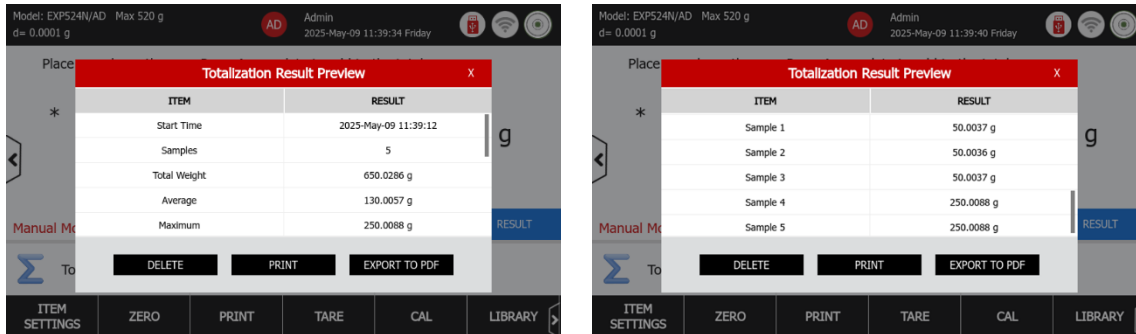 Model: EXP524N/AD Max 520 g
d= 0.0001 g
AD
Admin
2025-May-09 11:39:34 Friday
Place
*
g
Totalization Result Preview X
ITEM RESULT
Start Time 2025-May-09 11:39:12
Samples 5
Total Weight 650.0286 g
Average 130.0057 g
Maximum 250.0088 g
Manual Mo
RESULT
DELETE PRINT EXPORT TO PDF
Σ To
ITEM SETTINGS ZERO PRINT TARE CAL LIBRARY
Model: EXP524N/AD Max 520 g
d= 0.0001 g
AD
Admin
2025-May-09 11:39:40 Friday
Place
*
g
Totalization Result Preview X
ITEM RESULT
Sample 1 50.0037 g
Sample 2 50.0036 g
Sample 3 50.0037 g
Sample 4 250.0088 g
Sample 5 250.0088 g
Manual Mo
RESULT
DELETE PRINT EXPORT TO PDF
Σ To
ITEM SETTINGS ZERO PRINT TARE CAL LIBRARY